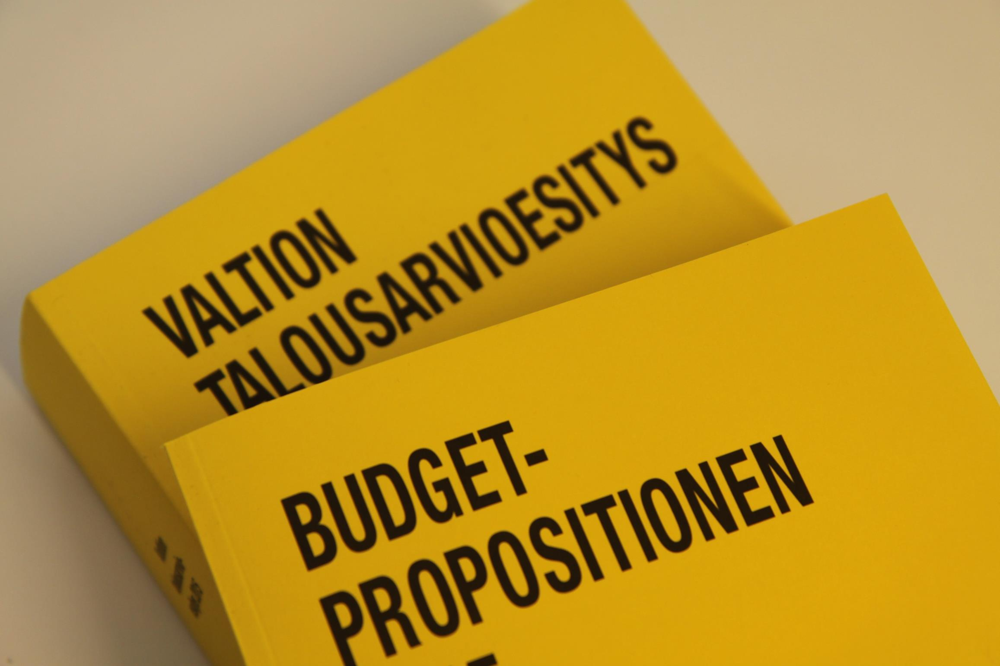 VALTION
TALOUSARVIOESITYS
BUDGET-
PROPOSITIONEN